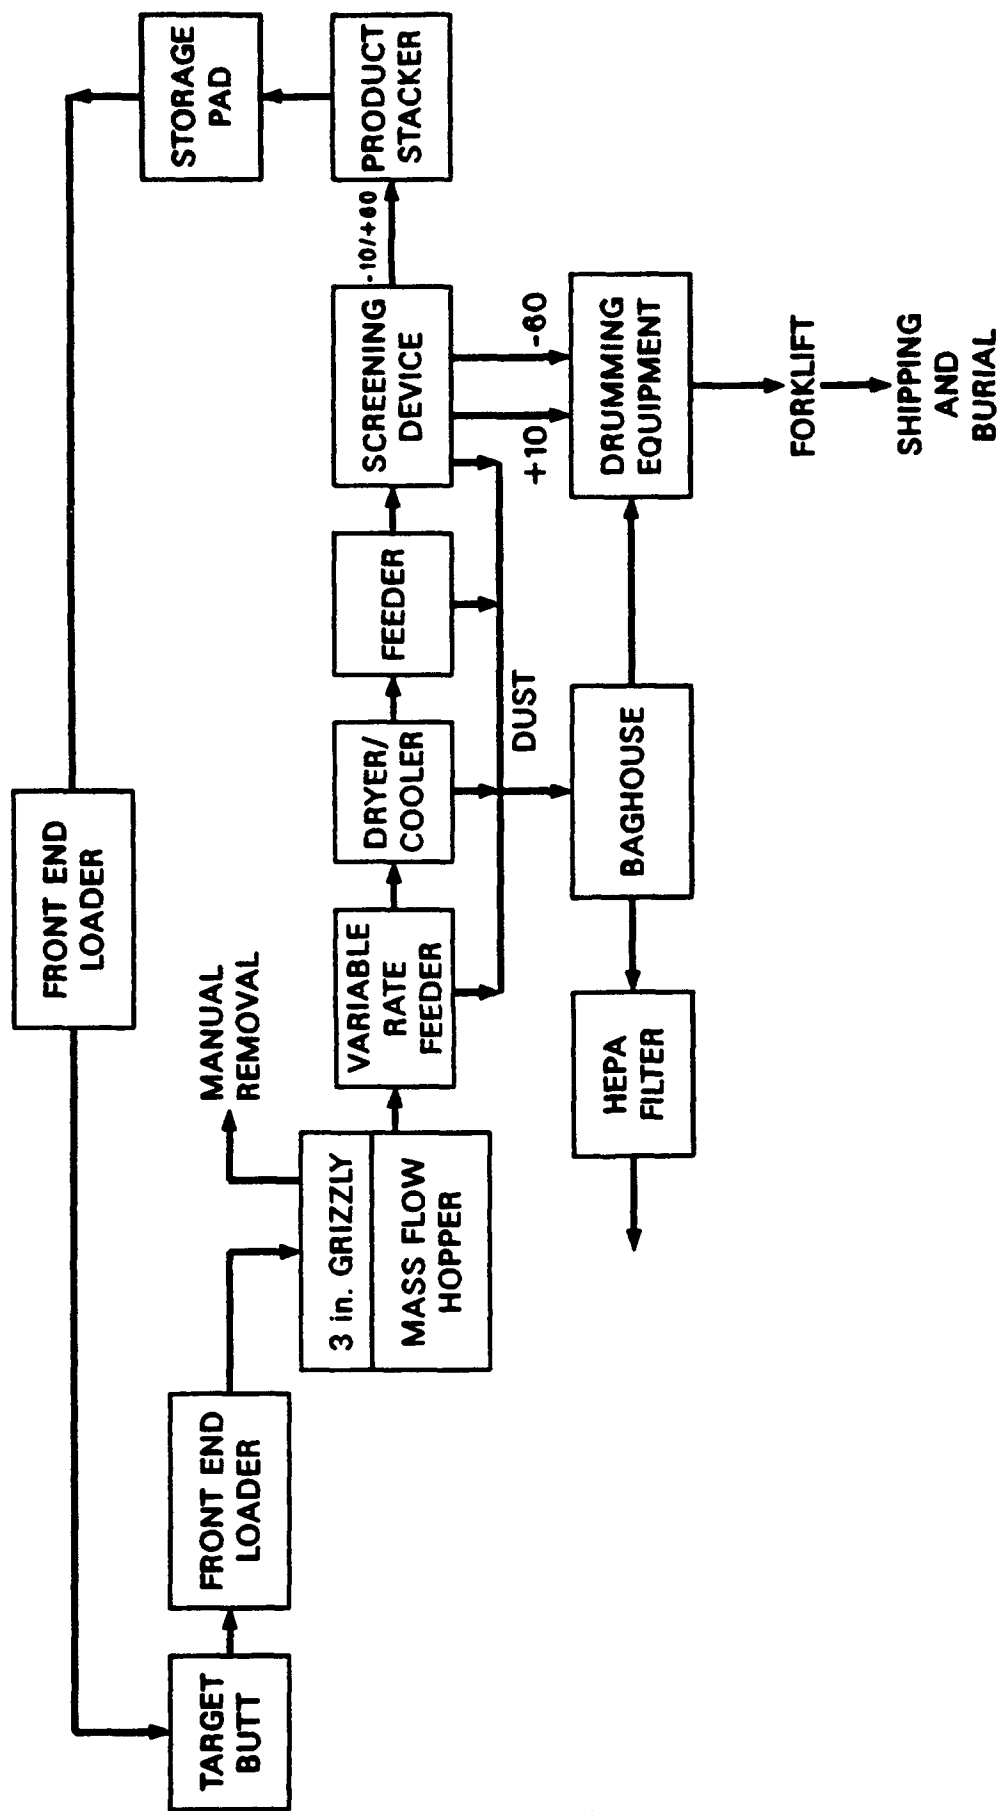 FRONT END
LOADER
TARGET
BUTT
FRONT END
LOADER
MANUAL
REMOVAL
STORAGE
PAD
3 in. GRIZZLY
MASS FLOW
HOPPER
VARIABLE
RATE
FEEDER
DRYER/
COOLER
FEEDER
SCREENING
DEVICE
-10/+60
PRODUCT
STACKER
DUST
+10
-60
HEPA
FILTER
BAGHOUSE
DRUMMING
EQUIPMENT
FORKLIFT
SHIPPING
AND
BURIAL